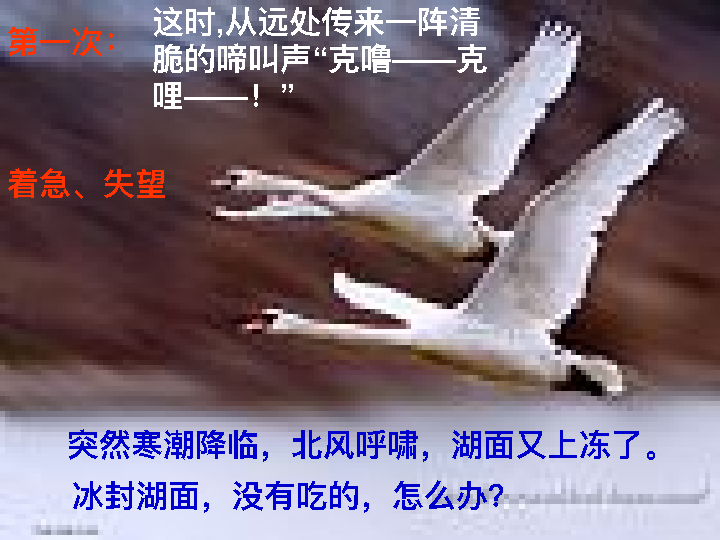 第一次：
这时,从远处传来一阵清
脆的啼叫声“克噜——克
哩——！”
着急、失望
突然寒潮降临，北风呼啸，湖面又上冻了。
冰封湖面，没有吃的，怎么办？